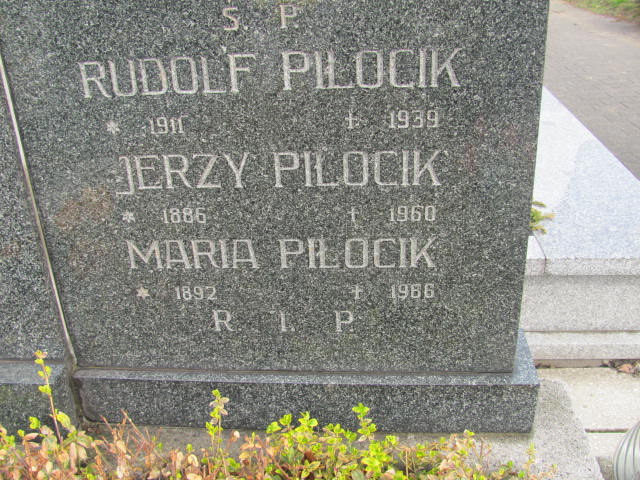 Ś. P.
RUDOLF PIŁOCIK
* 1911 † 1939
JERZY PIŁOCIK
* 1886 † 1960
MARIA PIŁOCIK
* 1892 † 1966
R. I. P.